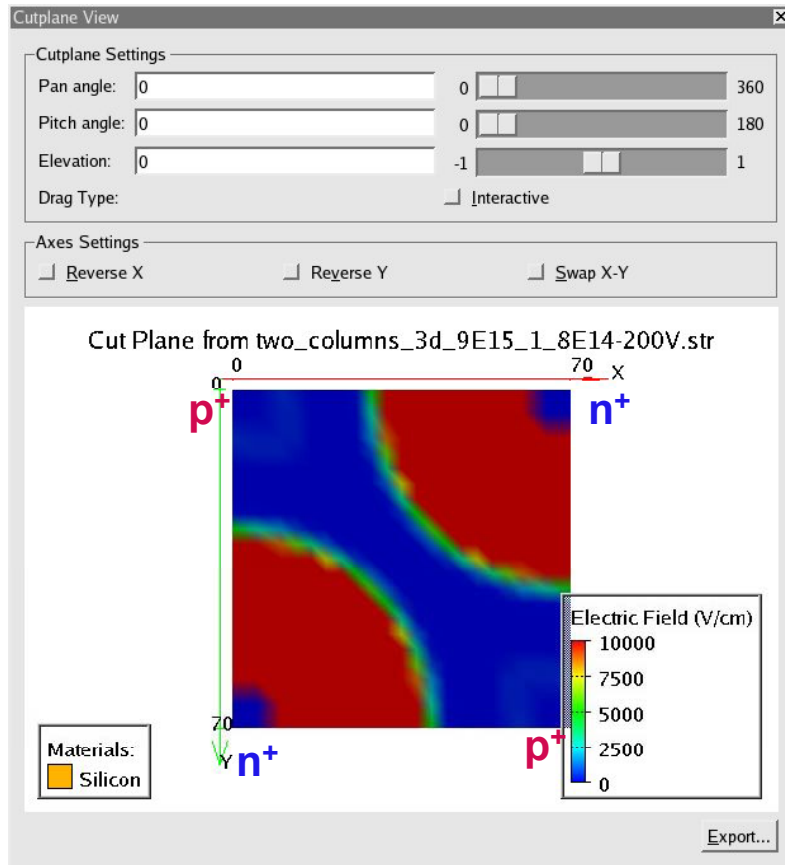 Cutplane View
Cutplane Settings
Pan angle: 0 0 360
Pitch angle: 0 0 180
Elevation: 0 -1 1
Drag Type: Interactive
Axes Settings
Reverse X Reverse Y Swap X-Y
Cut Plane from two_columns_3d_9E15_1_8E14-200V.str
0 70 X
0
p+ n+
Electric Field (V/cm)
10000
7500
5000
2500
0
70
Y n+ p+
Materials:
Silicon
Export...